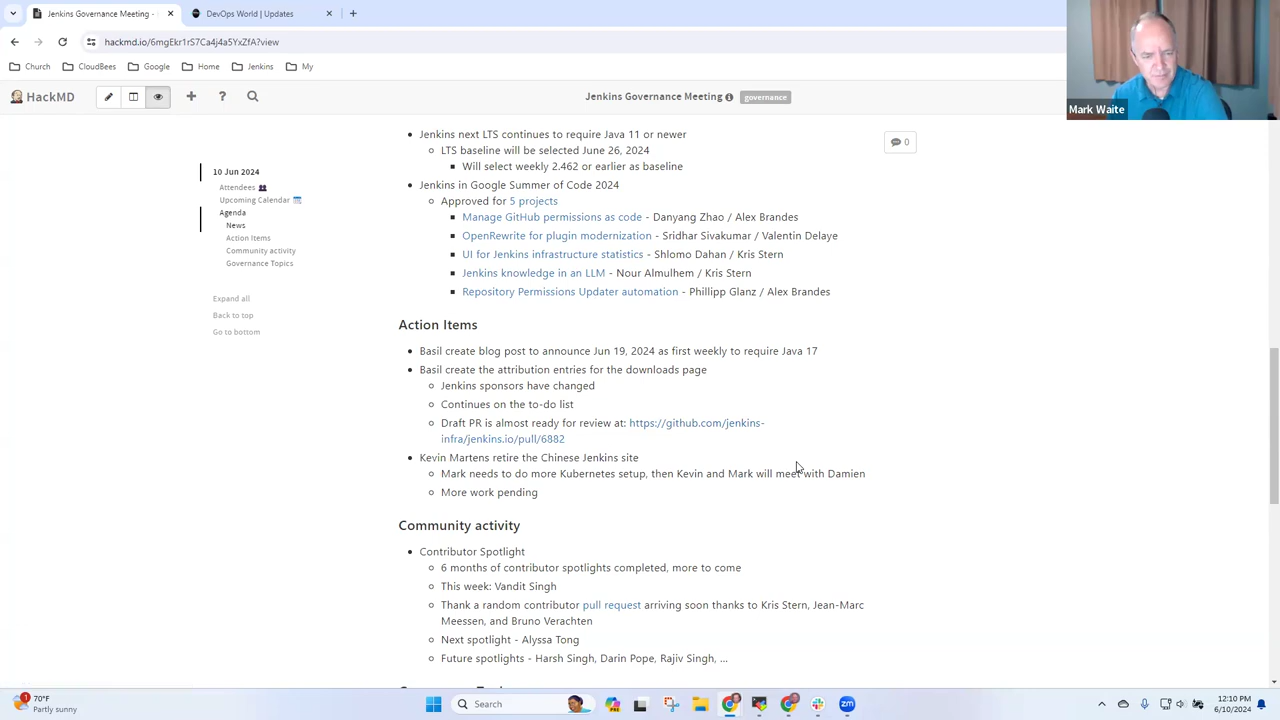 Jenkins Governance Meeting -
DevOps World | Updates
hackmd.io/6mgEkr1rS7Ca4j4a5YxZfA?view
Church
CloudBees
Google
Home
Jenkins
My
HackMD
Jenkins Governance Meeting
governance
Mark Waite
0
10 Jun 2024
Attendees
Upcoming Calendar
Agenda
News
Action Items
Community activity
Governance Topics
Expand all
Back to top
Go to bottom
Jenkins next LTS continues to require Java 11 or newer
LTS baseline will be selected June 26, 2024
Will select weekly 2.462 or earlier as baseline
Jenkins in Google Summer of Code 2024
Approved for 5 projects
Manage GitHub permissions as code - Danyang Zhao / Alex Brandes
OpenRewrite for plugin modernization - Sridhar Sivakumar / Valentin Delaye
UI for Jenkins infrastructure statistics - Shlomo Dahan / Kris Stern
Jenkins knowledge in an LLM - Nour Almulhem / Kris Stern
Repository Permissions Updater automation - Phillipp Glanz / Alex Brandes
Action Items
Basil create blog post to announce Jun 19, 2024 as first weekly to require Java 17
Basil create the attribution entries for the downloads page
Jenkins sponsors have changed
Continues on the to-do list
Draft PR is almost ready for review at: https://github.com/jenkins-
infra/jenkins.io/pull/6882
Kevin Martens retire the Chinese Jenkins site
Mark needs to do more Kubernetes setup, then Kevin and Mark will meet with Damien
More work pending
Community activity
Contributor Spotlight
6 months of contributor spotlights completed, more to come
This week: Vandit Singh
Thank a random contributor pull request arriving soon thanks to Kris Stern, Jean-Marc
Meessen, and Bruno Verachten
Next spotlight - Alyssa Tong
Future spotlights - Harsh Singh, Darin Pope, Rajiv Singh, ...
1
70°F
Partly sunny
Search
zm
12:10 PM
6/10/2024